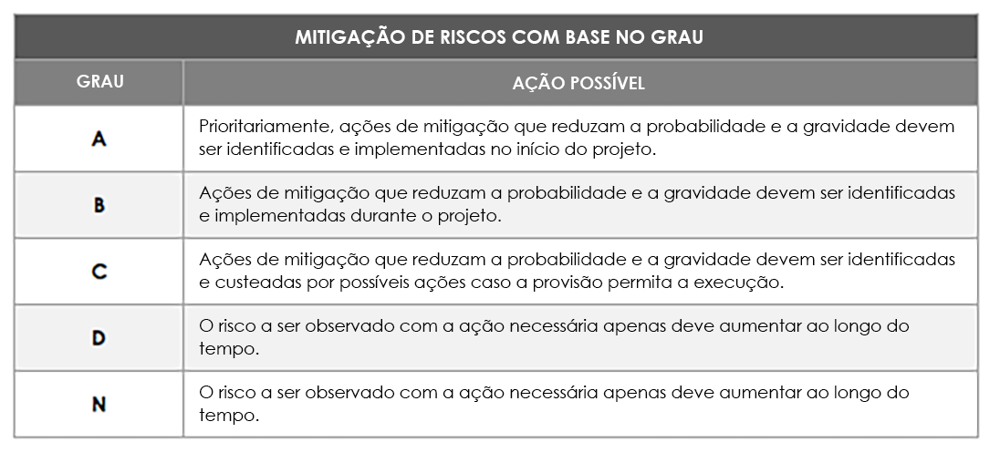 MITIGAÇÃO DE RISCOS COM BASE NO GRAU
GRAU
AÇÃO POSSÍVEL
A
Prioritariamente, ações de mitigação que reduzam a probabilidade e a gravidade devem
ser identificadas e implementadas no início do projeto.
B
Ações de mitigação que reduzam a probabilidade e a gravidade devem ser identificadas
e implementadas durante o projeto.
C
Ações de mitigação que reduzam a probabilidade e a gravidade devem ser identificadas
e custeadas por possíveis ações caso a provisão permita a execução.
D
O risco a ser observado com a ação necessária apenas deve aumentar ao longo do
tempo.
N
O risco a ser observado com a ação necessária apenas deve aumentar ao longo do
tempo.